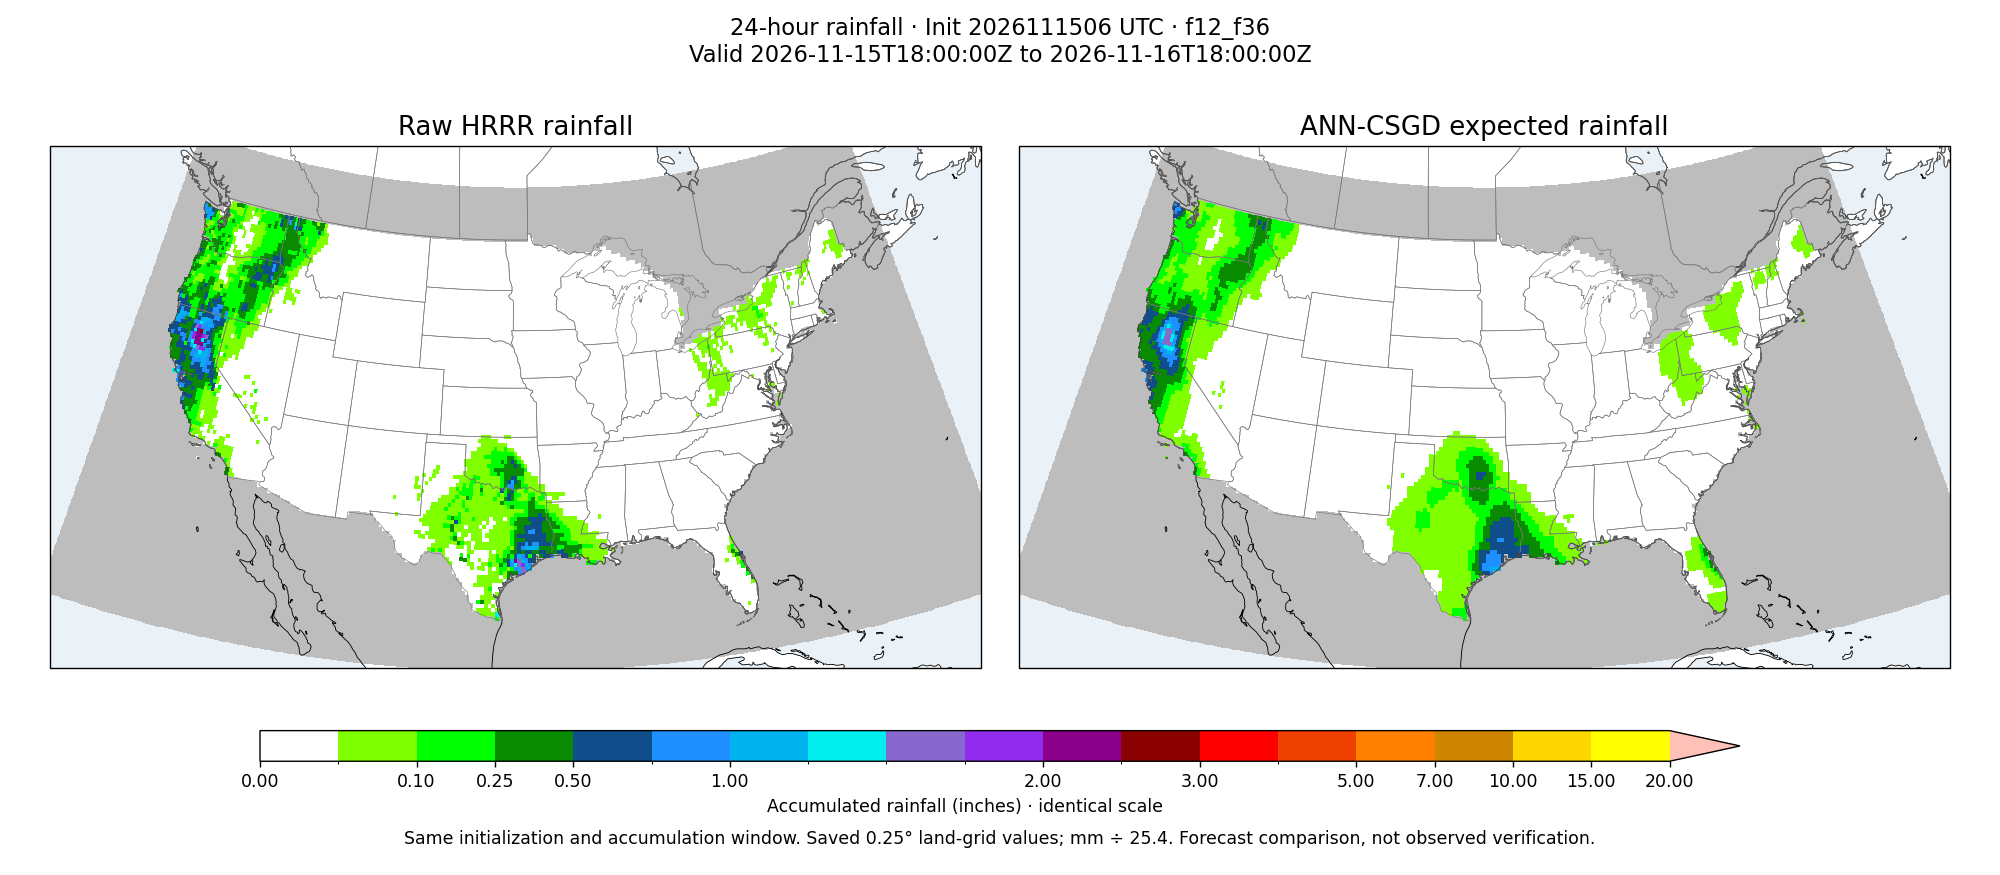 24-hour rainfall · Init 2026111506 UTC · f12_f36
Valid 2026-11-15T18:00:00Z to 2026-11-16T18:00:00Z
Raw HRRR rainfall
ANN-CSGD expected rainfall
0.00 0.10 0.25 0.50 1.00 2.00 3.00 5.00 7.00 10.00 15.00 20.00
Accumulated rainfall (inches) · identical scale
Same initialization and accumulation window. Saved 0.25° land-grid values; mm ÷ 25.4. Forecast comparison, not observed verification.